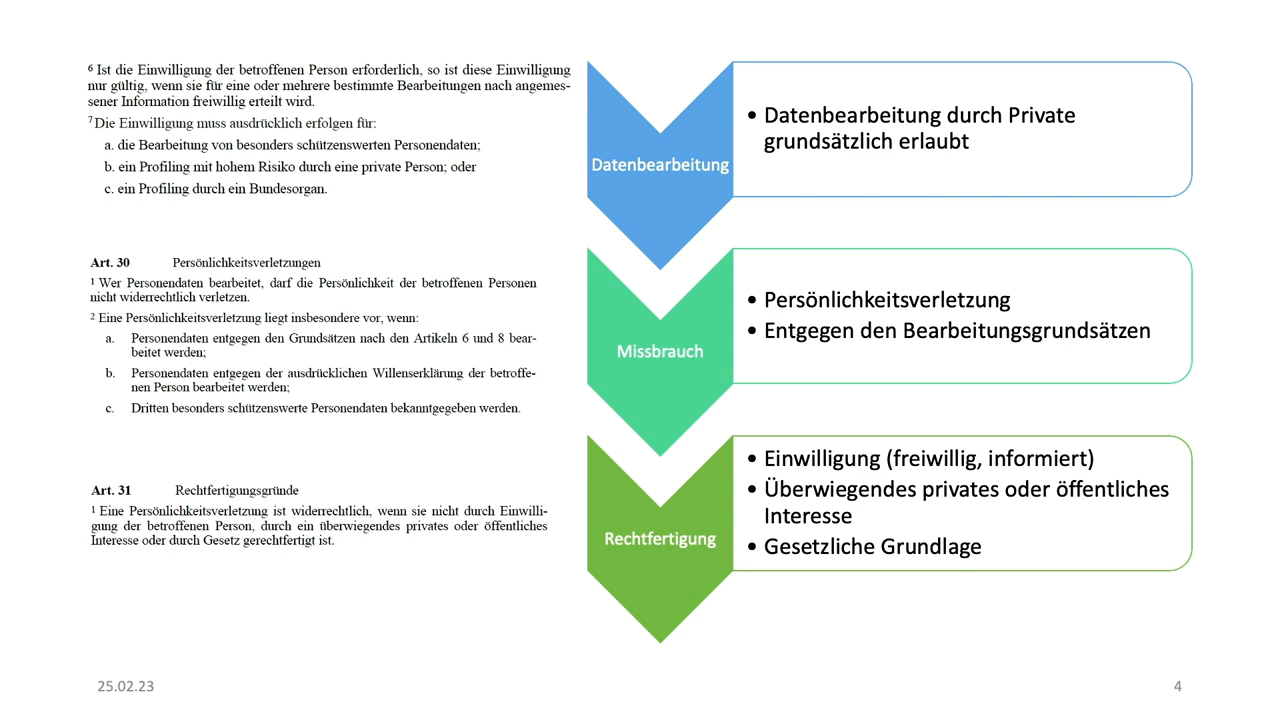 ⁶ Ist die Einwilligung der betroffenen Person erforderlich, so ist diese Einwilligung
nur gültig, wenn sie für eine oder mehrere bestimmte Bearbeitungen nach angemes-
sener Information freiwillig erteilt wird.
⁷ Die Einwilligung muss ausdrücklich erfolgen für:
a. die Bearbeitung von besonders schützenswerten Personendaten;
b. ein Profiling mit hohem Risiko durch eine private Person; oder
c. ein Profiling durch ein Bundesorgan.
Art. 30 Persönlichkeitsverletzungen
¹ Wer Personendaten bearbeitet, darf die Persönlichkeit der betroffenen Personen
nicht widerrechtlich verletzen.
² Eine Persönlichkeitsverletzung liegt insbesondere vor, wenn:
a. Personendaten entgegen den Grundsätzen nach den Artikeln 6 und 8 bear-
beitet werden;
b. Personendaten entgegen der ausdrücklichen Willenserklärung der betroffe-
nen Person bearbeitet werden;
c. Dritten besonders schützenswerte Personendaten bekanntgegeben werden.
Art. 31 Rechtfertigungsgründe
¹ Eine Persönlichkeitsverletzung ist widerrechtlich, wenn sie nicht durch Einwilli-
gung der betroffenen Person, durch ein überwiegendes privates oder öffentliches
Interesse oder durch Gesetz gerechtfertigt ist.
Datenbearbeitung
• Datenbearbeitung durch Private
grundsätzlich erlaubt
Missbrauch
• Persönlichkeitsverletzung
• Entgegen den Bearbeitungsgrundsätzen
Rechtfertigung
• Einwilligung (freiwillig, informiert)
• Überwiegendes privates oder öffentliches
Interesse
• Gesetzliche Grundlage
25.02.23
4